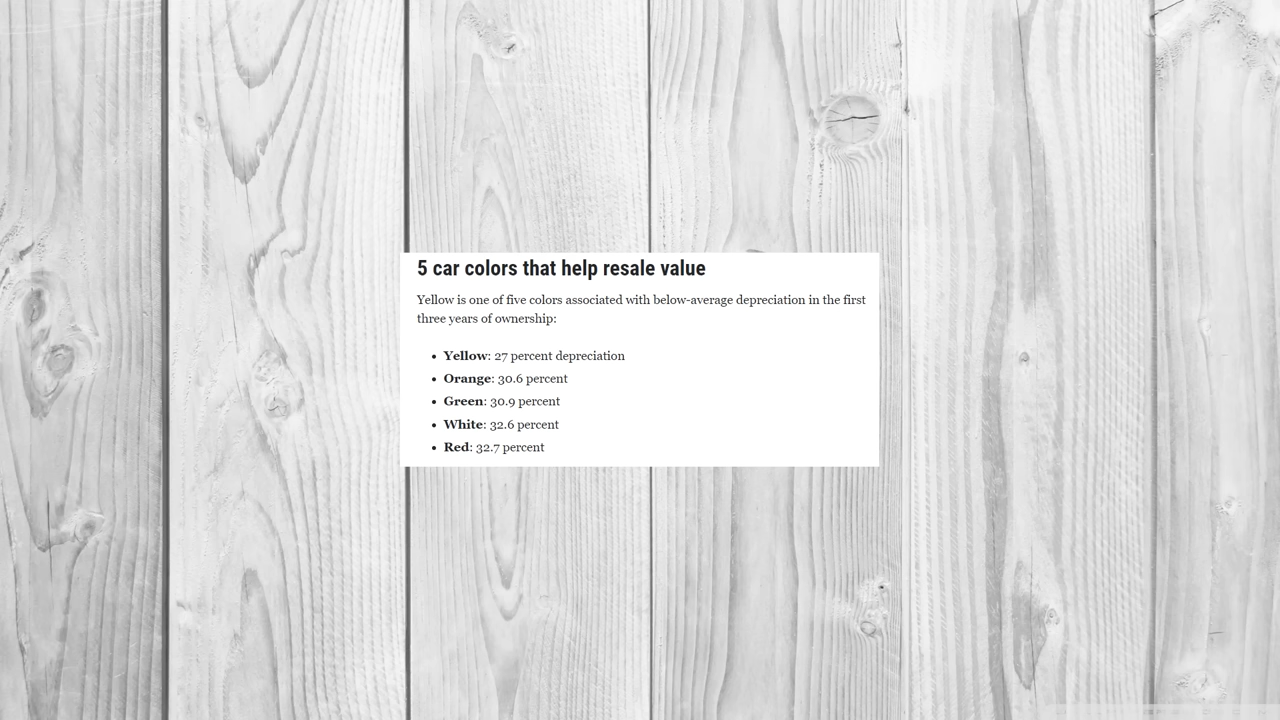 5 car colors that help resale value
Yellow is one of five colors associated with below-average depreciation in the first
three years of ownership:
• Yellow: 27 percent depreciation
• Orange: 30.6 percent
• Green: 30.9 percent
• White: 32.6 percent
• Red: 32.7 percent